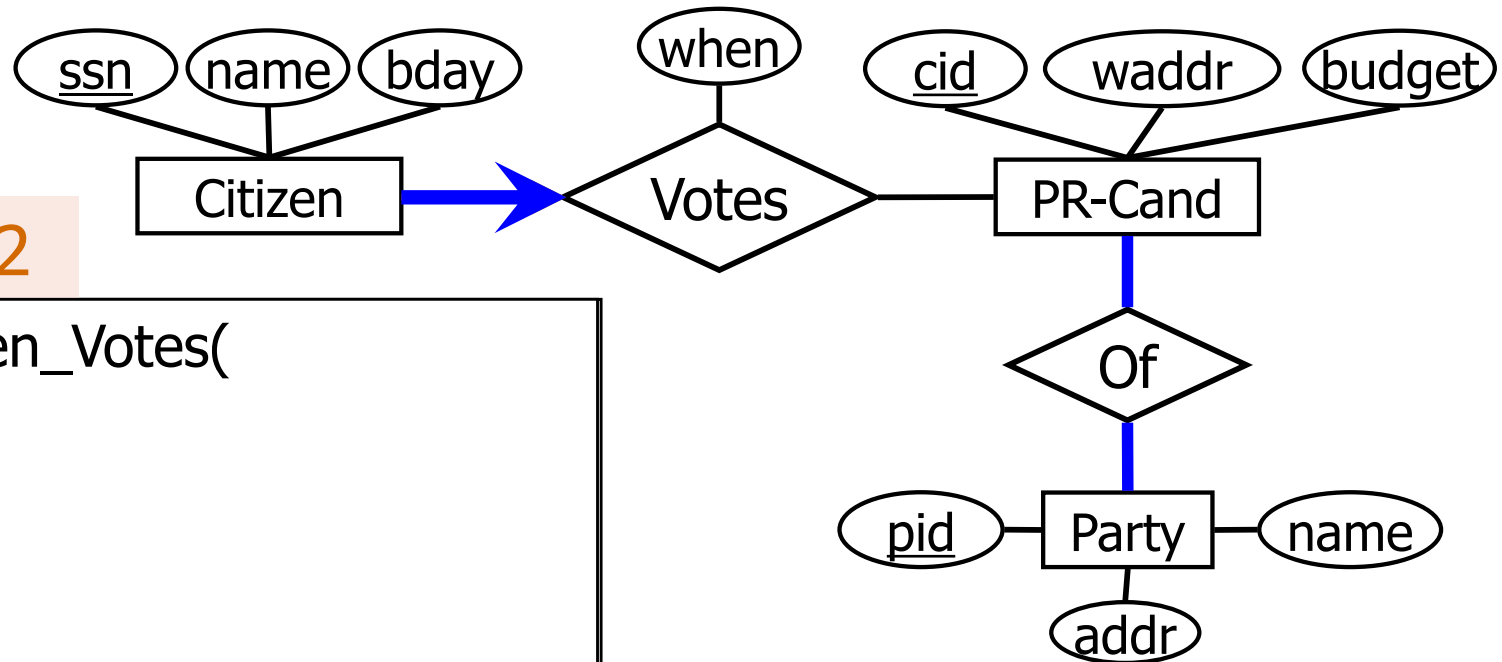 ssn name bday when cid waddr budget
Citizen Votes PR-Cand
2
en_Votes(
Of
pid Party name
addr